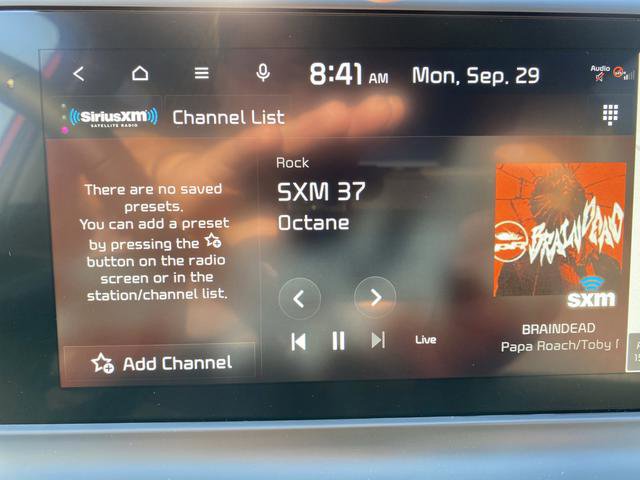 8:41 AM Mon, Sep. 29 Audio
SiriusXM Channel List
SATELLITE RADIO
Rock
SXM 37
Octane
There are no saved
presets.
You can add a preset
by pressing the
button on the radio
screen or in the
station/channel list.
Add Channel
Live
BRAINDEAD
PR
sxm
BRAINDEAD
Papa Roach/Toby